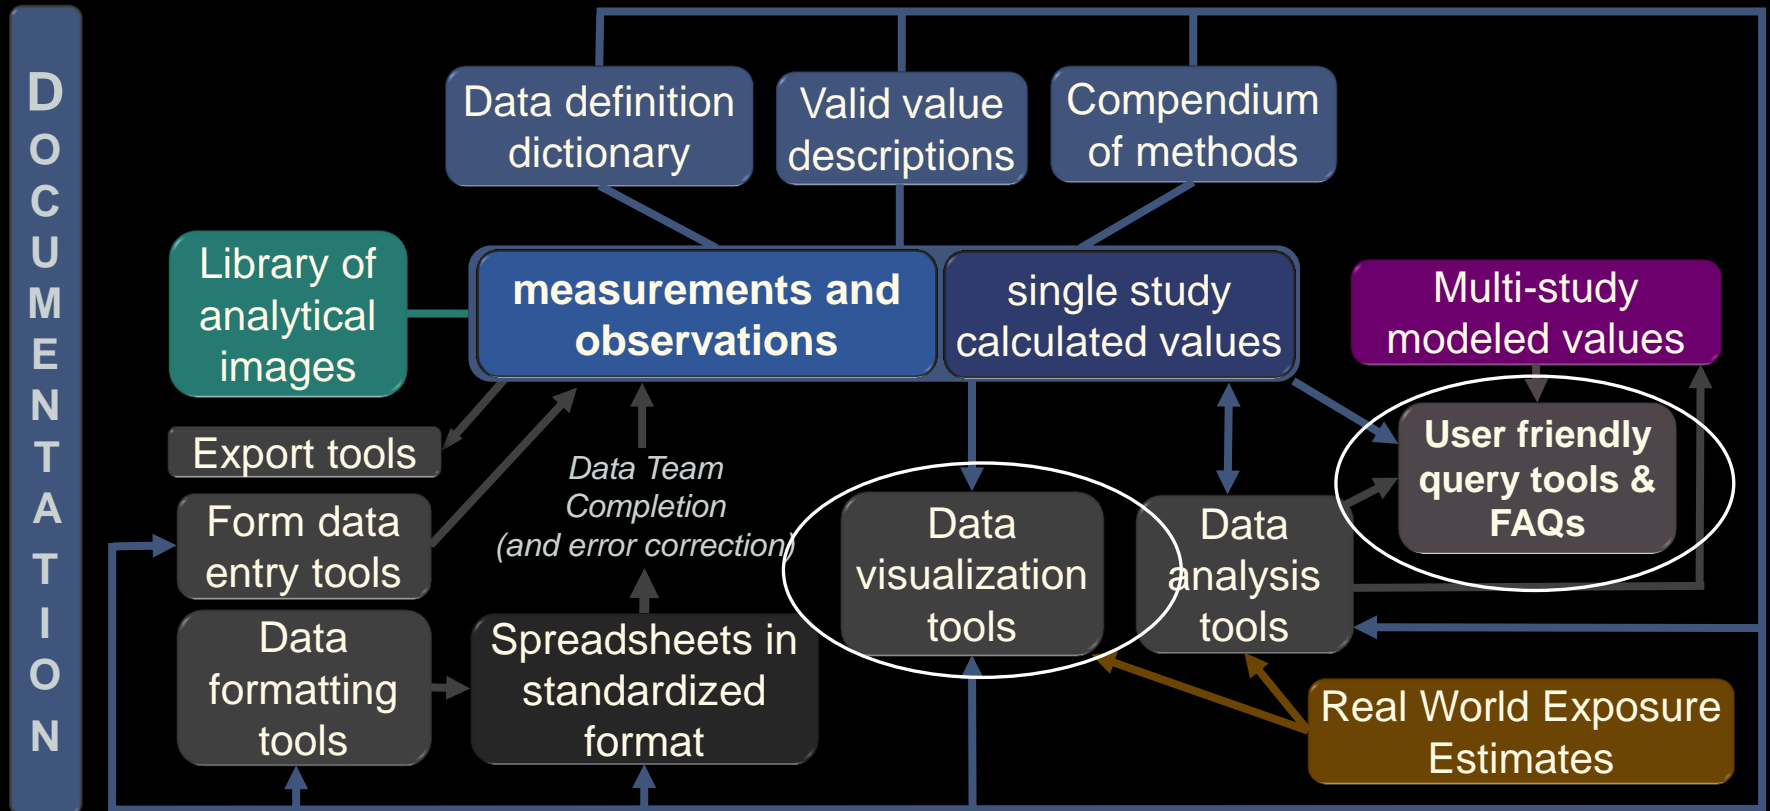 DOCUMENTATION
Data definition
dictionary
Valid value
descriptions
Compendium
of methods
Library of
analytical
images
measurements and
observations
single study
calculated values
Multi-study
modeled values
Export tools
Data Team
Completion
(and error correction)
User friendly
query tools &
FAQs
Form data
entry tools
Data
visualization
tools
Data
analysis
tools
Data
formatting
tools
Spreadsheets in
standardized
format
Real World Exposure
Estimates